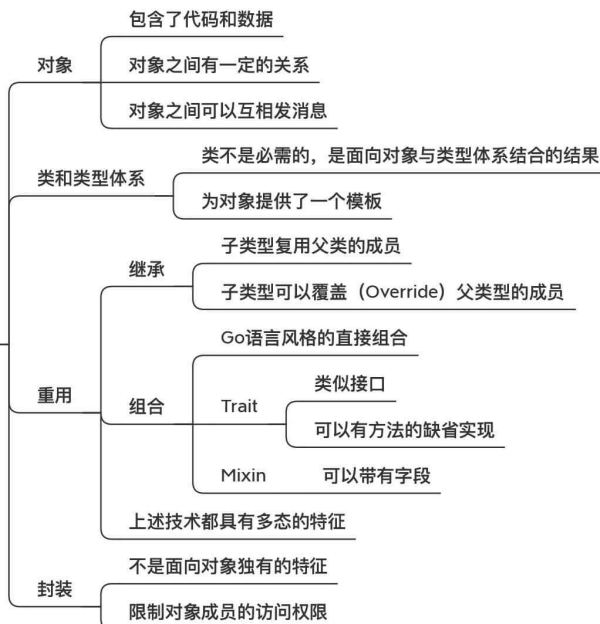 对象
包含了代码和数据
对象之间有一定的关系
对象之间可以互相发消息
类和类型体系
类不是必需的，是面向对象与类型体系结合的结果
为对象提供了一个模板
重用
继承
子类型复用父类的成员
子类型可以覆盖（Override）父类型的成员
组合
Go语言风格的直接组合
Trait
类似接口
可以有方法的缺省实现
Mixin
可以带有字段
上述技术都具有多态的特征
封装
不是面向对象独有的特征
限制对象成员的访问权限